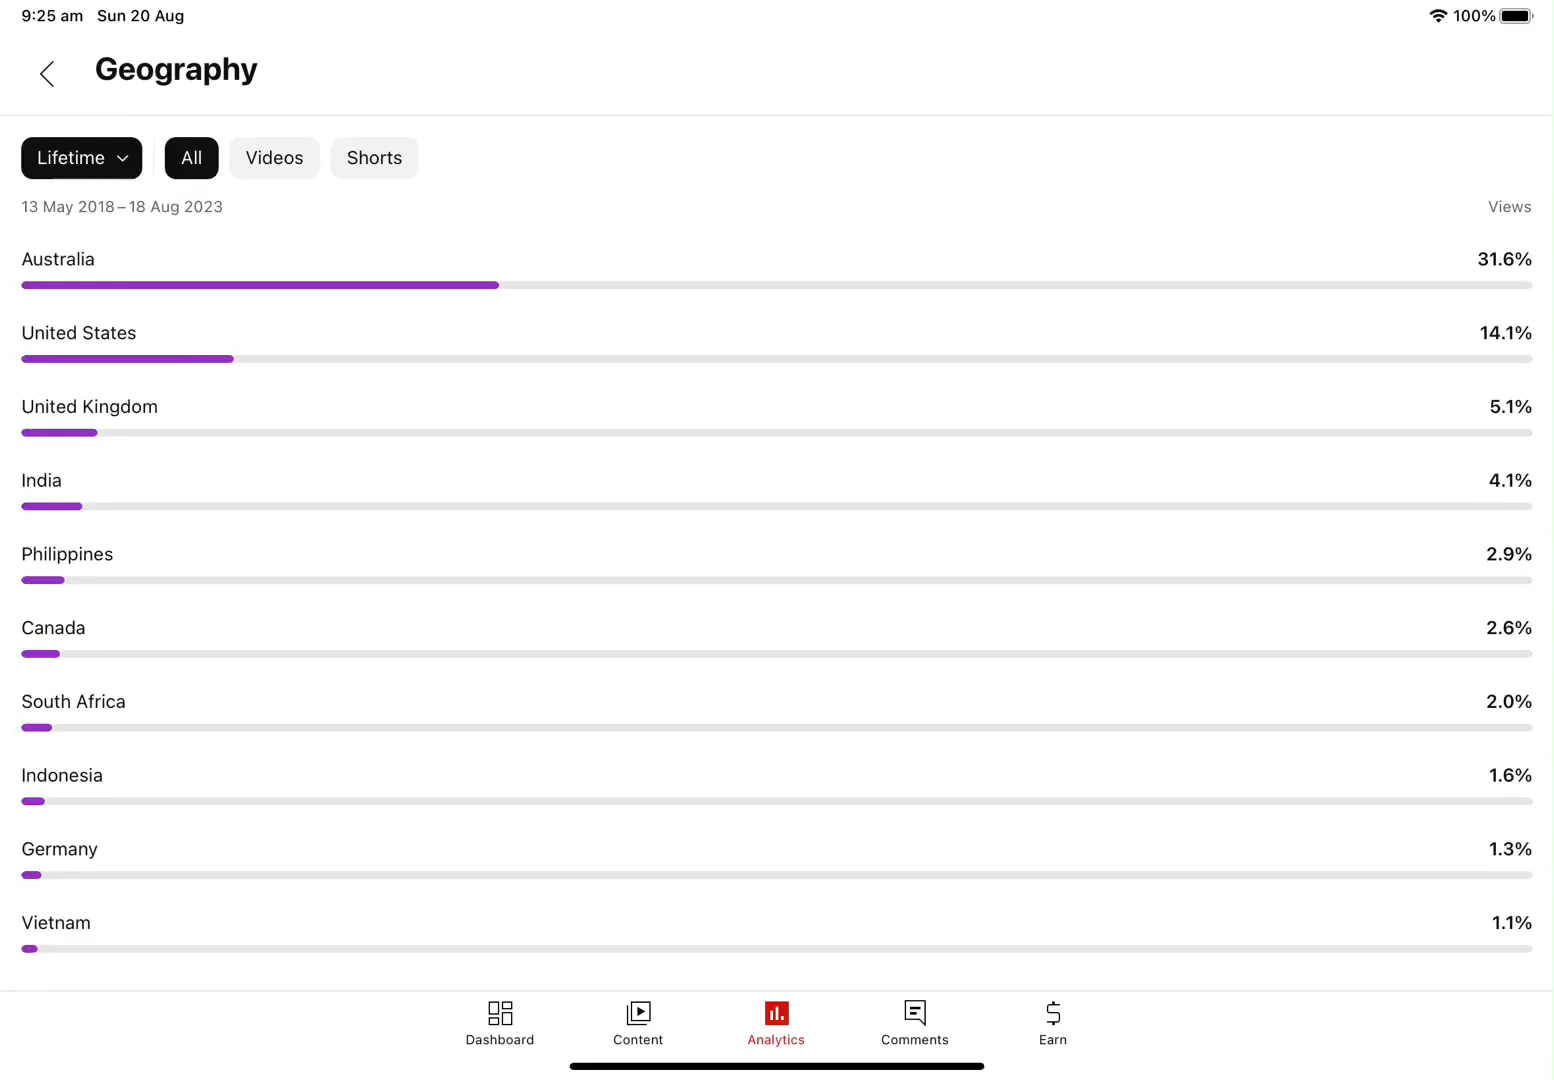 9:25 am Sun 20 Aug 100%
Geography
Lifetime All Videos Shorts
13 May 2018 – 18 Aug 2023 Views
Australia 31.6%
United States 14.1%
United Kingdom 5.1%
India 4.1%
Philippines 2.9%
Canada 2.6%
South Africa 2.0%
Indonesia 1.6%
Germany 1.3%
Vietnam 1.1%
Dashboard Content Analytics Comments Earn